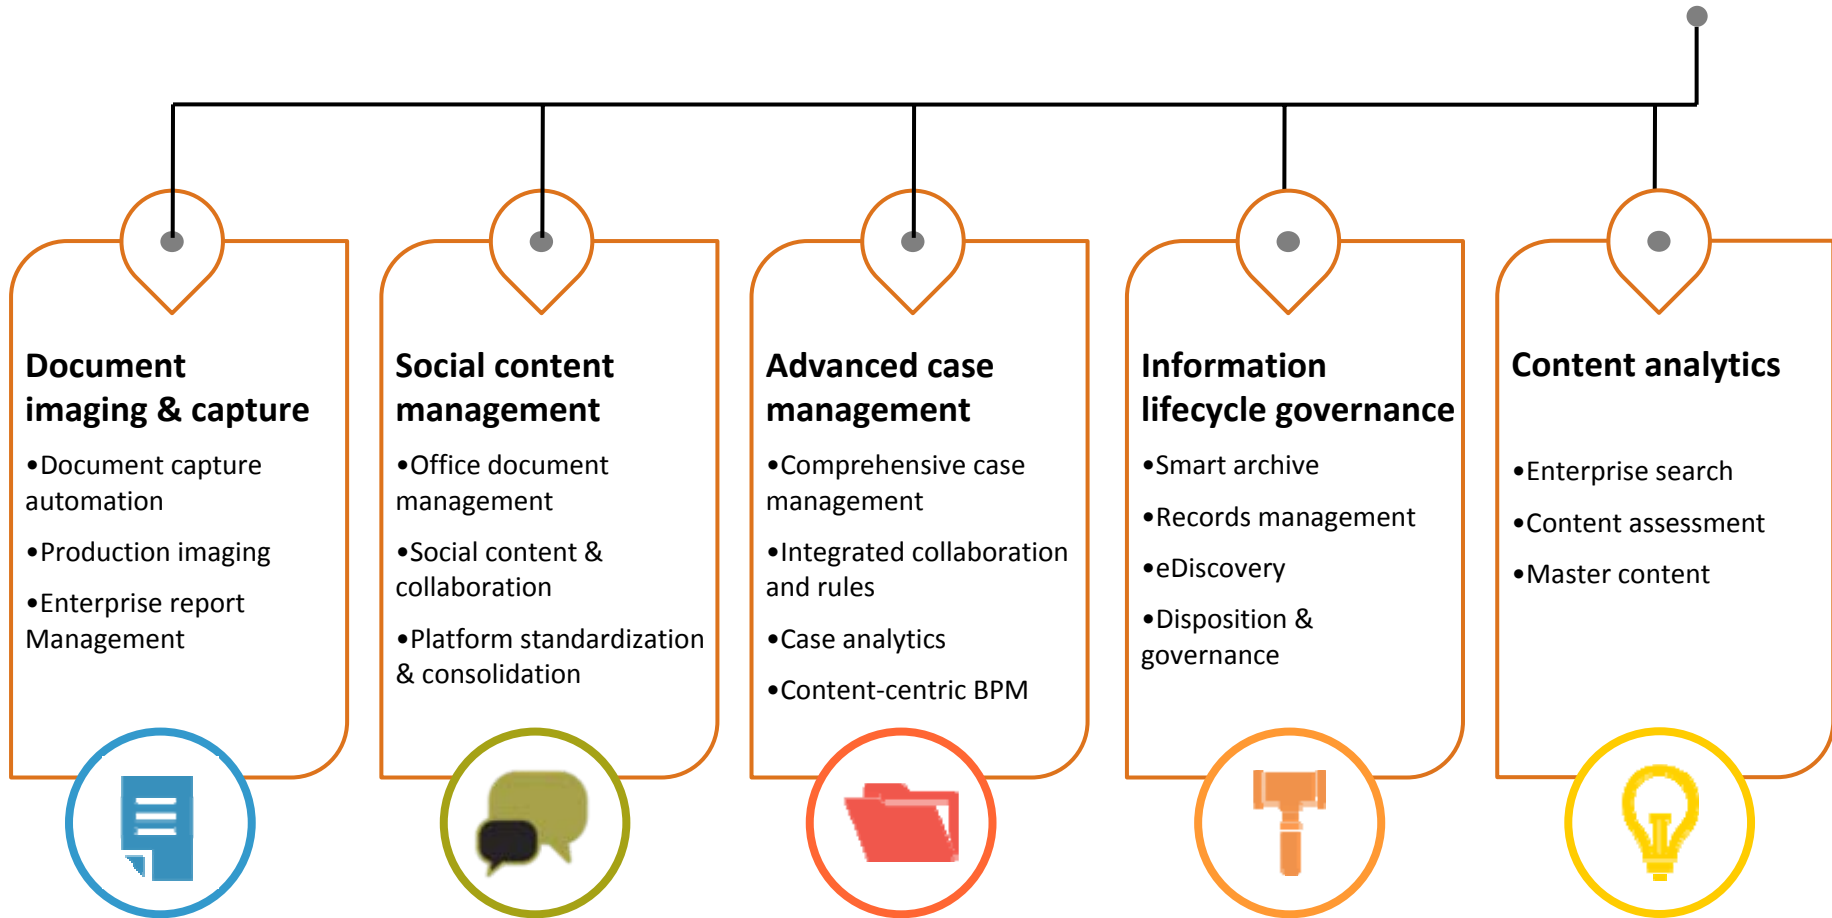 Document
imaging & capture
•Document capture
automation
•Production imaging
•Enterprise report
Management
Social content
management
•Office document
management
•Social content &
collaboration
•Platform standardization
& consolidation
Advanced case
management
•Comprehensive case
management
•Integrated collaboration
and rules
•Case analytics
•Content-centric BPM
Information
lifecycle governance
•Smart archive
•Records management
•eDiscovery
•Disposition &
governance
Content analytics
•Enterprise search
•Content assessment
•Master content